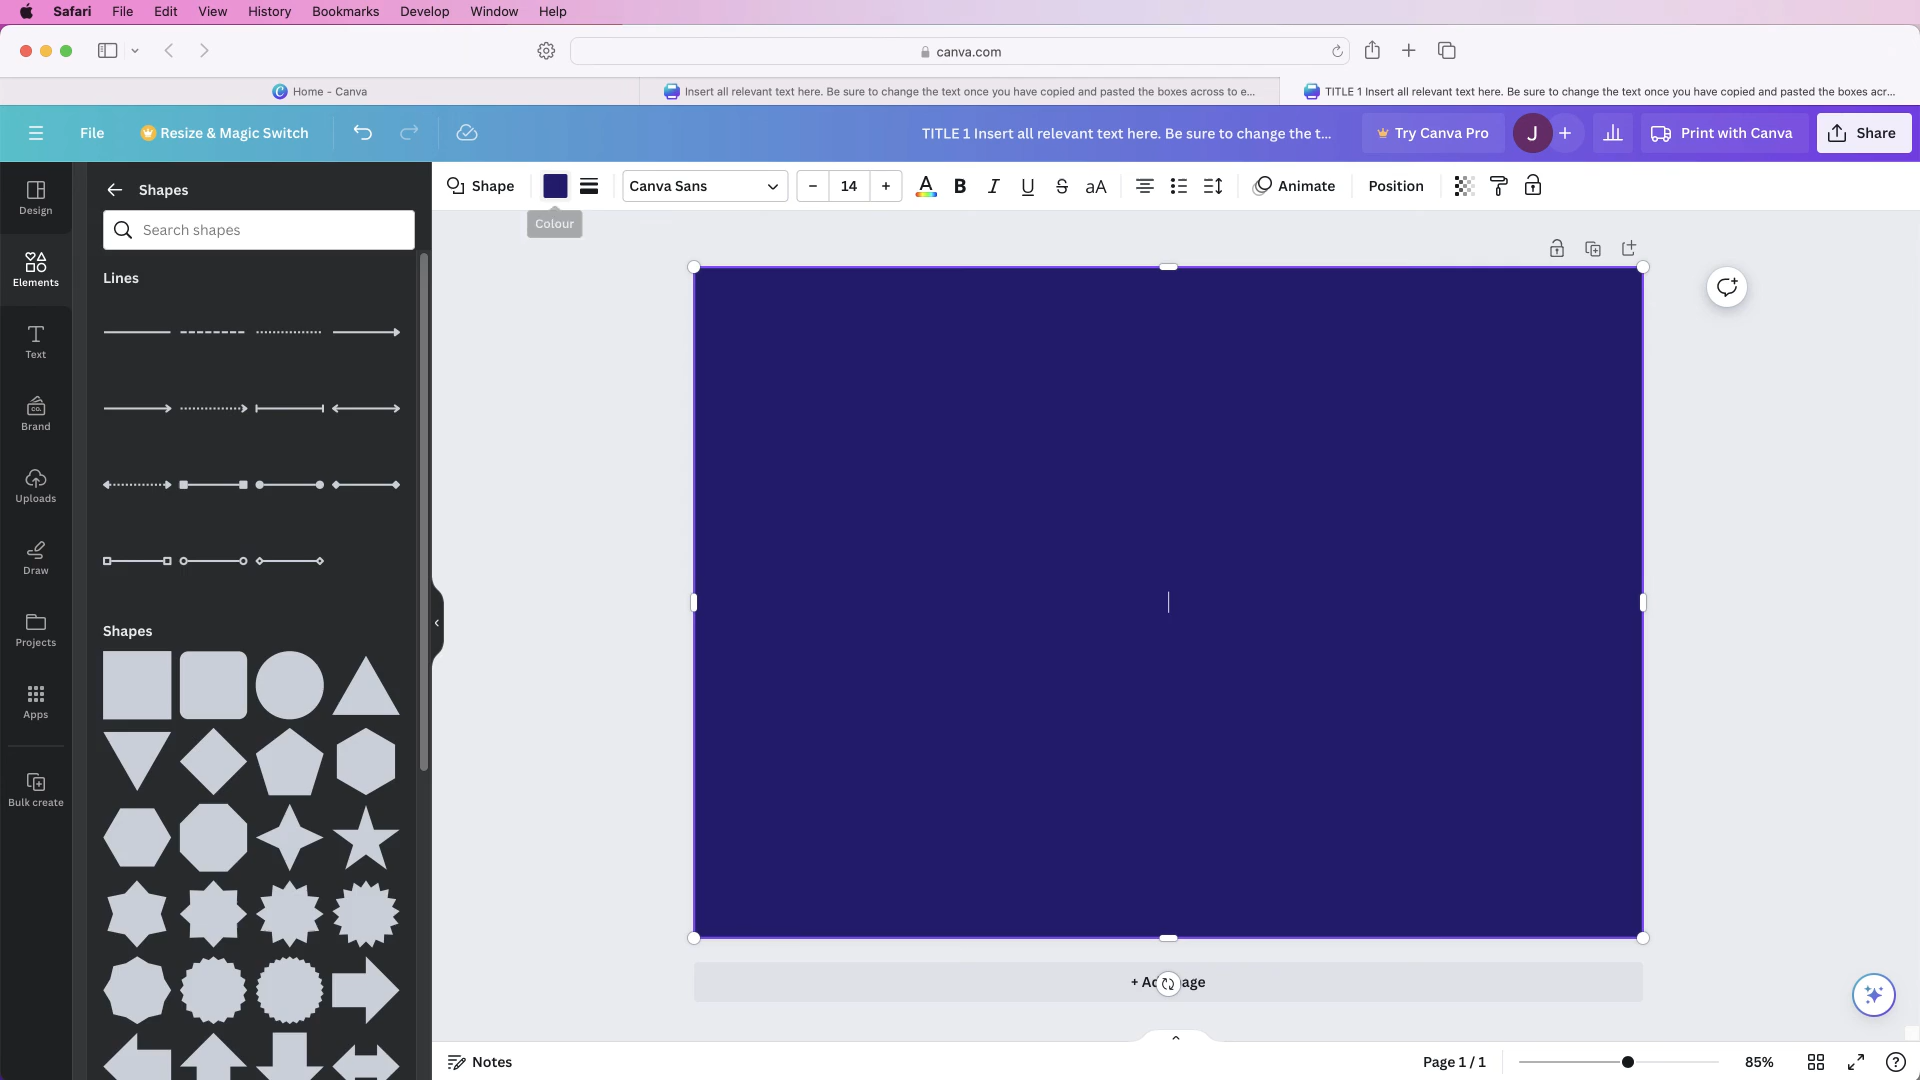 Safari File Edit View History Bookmarks Develop Window Help
canva.com
Home - Canva
Insert all relevant text here. Be sure to change the text once you have copied and pasted the boxes across to e...
TITLE 1 Insert all relevant text here. Be sure to change the text once you have copied and pasted the boxes acr...
File Resize & Magic Switch
TITLE 1 Insert all relevant text here. Be sure to change the t...
Try Canva Pro J Print with Canva Share
Design
Elements
Text
Brand
Uploads
Draw
Projects
Apps
Bulk create
Shapes
Search shapes
Lines
Shapes
Shape Canva Sans - 14 + A B I U S aA Animate Position
Colour
+ Ad age
Notes
Page 1 / 1 85% ?